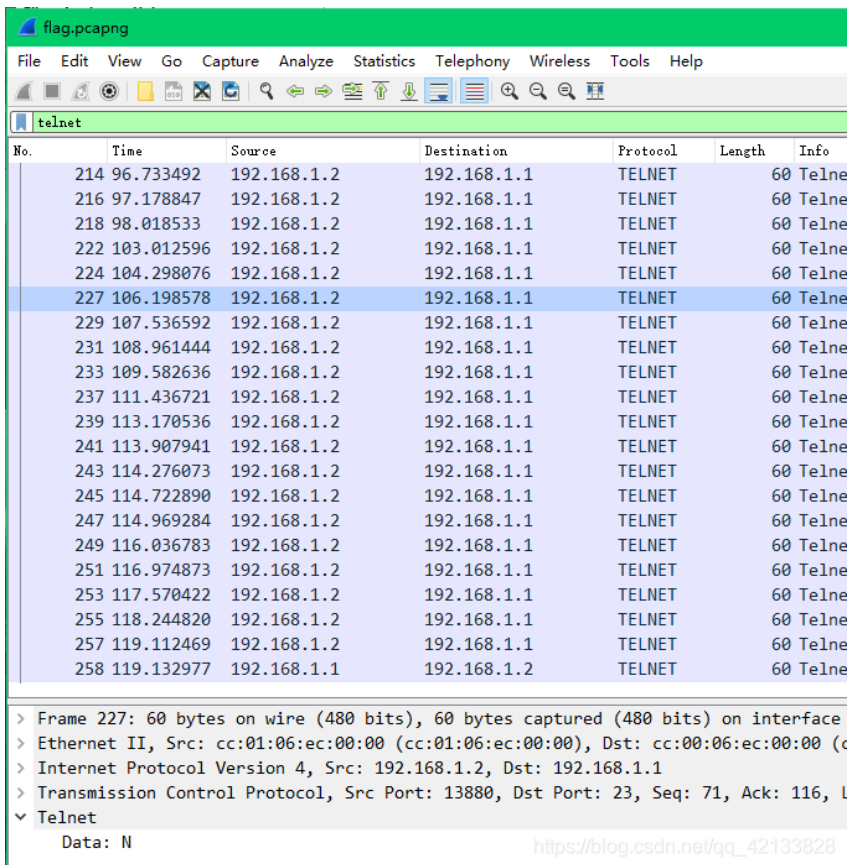 flag.pcapng
File Edit View Go Capture Analyze Statistics Telephony Wireless Tools Help
telnet
No. Time Source Destination Protocol Length Info
214 96.733492 192.168.1.2 192.168.1.1 TELNET 60 Telne
216 97.178847 192.168.1.2 192.168.1.1 TELNET 60 Telne
218 98.018533 192.168.1.2 192.168.1.1 TELNET 60 Telne
222 103.012596 192.168.1.2 192.168.1.1 TELNET 60 Telne
224 104.298076 192.168.1.2 192.168.1.1 TELNET 60 Telne
227 106.198578 192.168.1.2 192.168.1.1 TELNET 60 Telne
229 107.536592 192.168.1.2 192.168.1.1 TELNET 60 Telne
231 108.961444 192.168.1.2 192.168.1.1 TELNET 60 Telne
233 109.582636 192.168.1.2 192.168.1.1 TELNET 60 Telne
237 111.436721 192.168.1.2 192.168.1.1 TELNET 60 Telne
239 113.170536 192.168.1.2 192.168.1.1 TELNET 60 Telne
241 113.907941 192.168.1.2 192.168.1.1 TELNET 60 Telne
243 114.276073 192.168.1.2 192.168.1.1 TELNET 60 Telne
245 114.722890 192.168.1.2 192.168.1.1 TELNET 60 Telne
247 114.969284 192.168.1.2 192.168.1.1 TELNET 60 Telne
249 116.036783 192.168.1.2 192.168.1.1 TELNET 60 Telne
251 116.974873 192.168.1.2 192.168.1.1 TELNET 60 Telne
253 117.570422 192.168.1.2 192.168.1.1 TELNET 60 Telne
255 118.244820 192.168.1.2 192.168.1.1 TELNET 60 Telne
257 119.112469 192.168.1.2 192.168.1.1 TELNET 60 Telne
258 119.132977 192.168.1.1 192.168.1.2 TELNET 60 Telne
Frame 227: 60 bytes on wire (480 bits), 60 bytes captured (480 bits) on interface
Ethernet II, Src: cc:01:06:ec:00:00 (cc:01:06:ec:00:00), Dst: cc:00:06:ec:00:00 (c
Internet Protocol Version 4, Src: 192.168.1.2, Dst: 192.168.1.1
Transmission Control Protocol, Src Port: 13880, Dst Port: 23, Seq: 71, Ack: 116, L
Telnet
Data: N
https://blog.csdn.net/qq_42133828